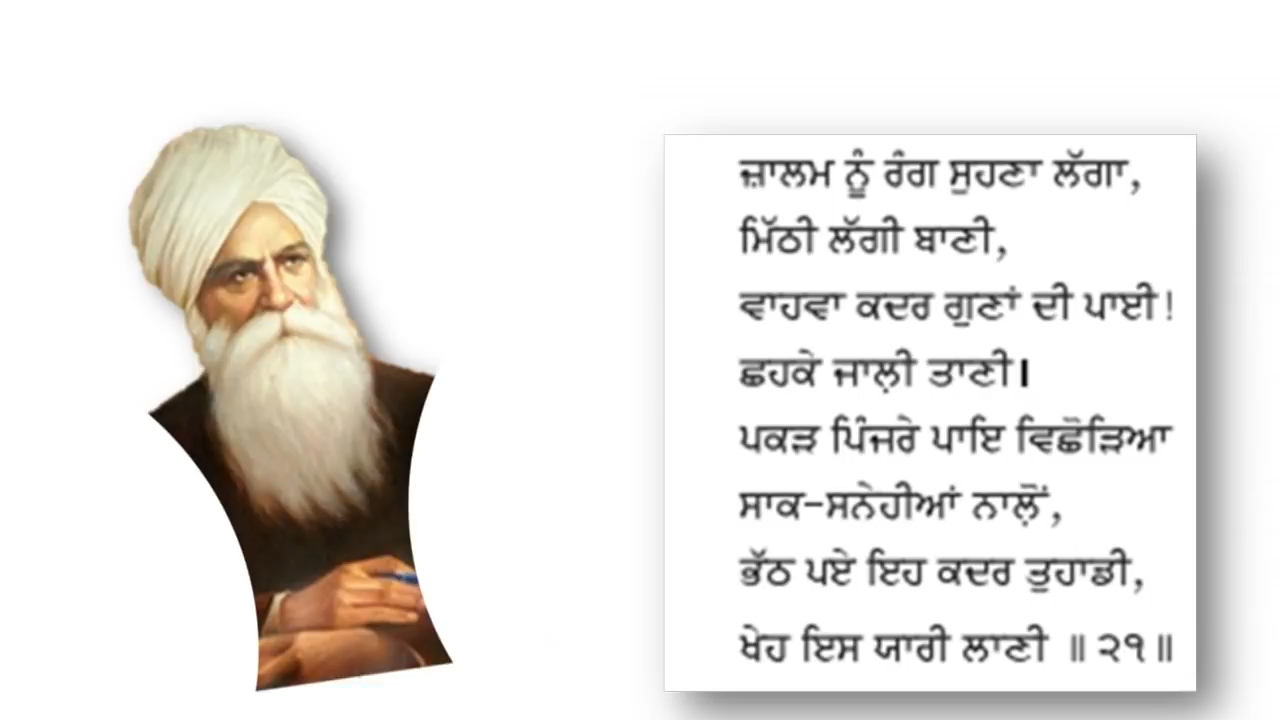 ਜ਼ਾਲਮ ਨੂੰ ਰੰਗ ਸੁਹਣਾ ਲੱਗਾ,
ਮਿੱਠੀ ਲੱਗੀ ਬਾਣੀ,
ਵਾਹਵਾ ਕਦਰ ਗੁਣਾਂ ਦੀ ਪਾਈ!
ਛਹਕੇ ਜਾਲ਼ੀ ਤਾਣੀ।
ਪਕੜ ਪਿੰਜਰੇ ਪਾਇ ਵਿਛੋੜਿਆ
ਸਾਕ-ਸਨੇਹੀਆਂ ਨਾਲ਼ੋਂ,
ਭੱਠ ਪਏ ਇਹ ਕਦਰ ਤੁਹਾਡੀ,
ਖੇਹ ਇਸ ਯਾਰੀ ਲਾਣੀ ॥੨੧॥